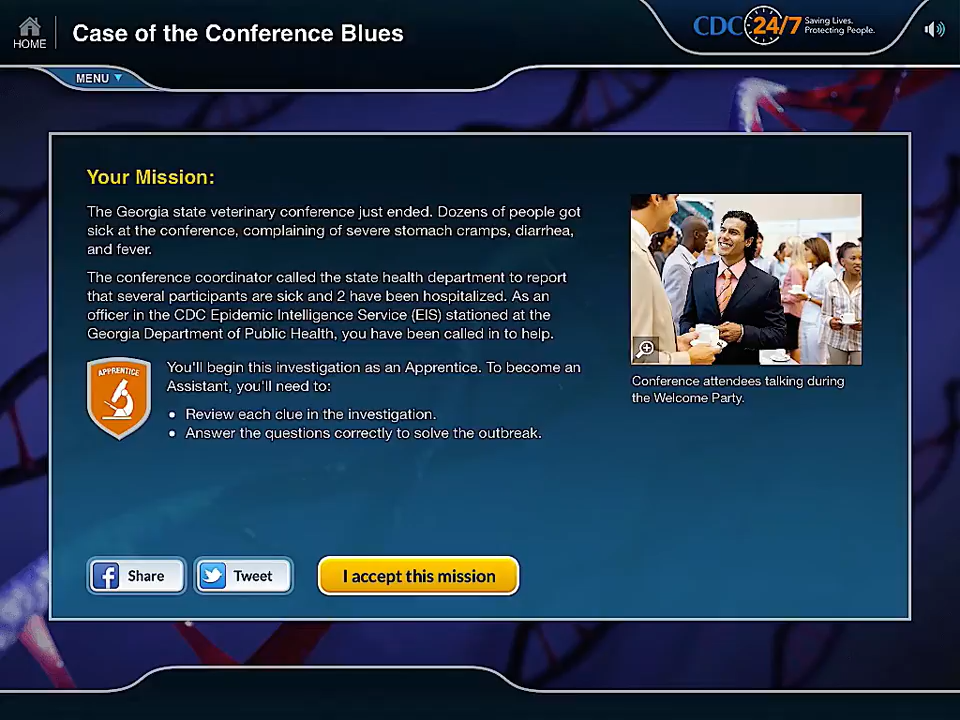 HOME
Case of the Conference Blues
CDC 24/7 Saving Lives.
Protecting People.
MENU
Your Mission:
The Georgia state veterinary conference just ended. Dozens of people got
sick at the conference, complaining of severe stomach cramps, diarrhea,
and fever.
The conference coordinator called the state health department to report
that several participants are sick and 2 have been hospitalized. As an
officer in the CDC Epidemic Intelligence Service (EIS) stationed at the
Georgia Department of Public Health, you have been called in to help.
APPRENTICE
You'll begin this investigation as an Apprentice. To become an
Assistant, you'll need to:
• Review each clue in the investigation.
• Answer the questions correctly to solve the outbreak.
Conference attendees talking during
the Welcome Party.
Share
Tweet
I accept this mission